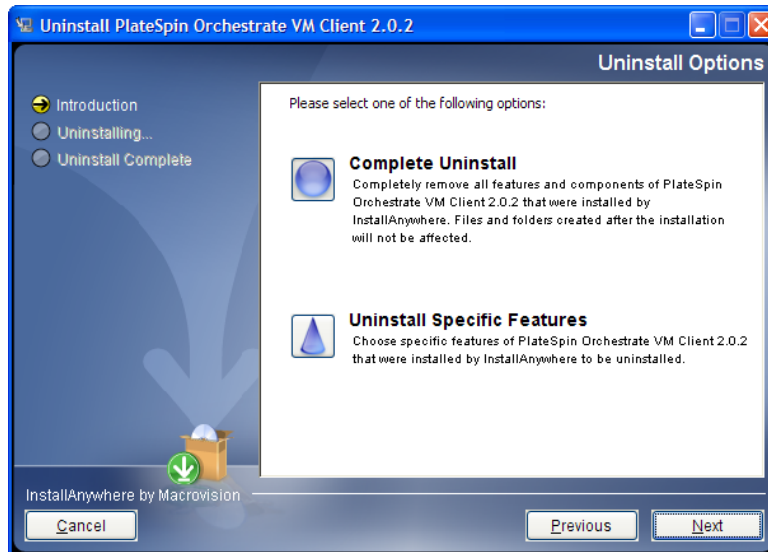 Uninstall PlateSpin Orchestrate VM Client 2.0.2
Uninstall Options
Introduction
Uninstalling...
Uninstall Complete
Please select one of the following options:
Complete Uninstall
Completely remove all features and components of PlateSpin
Orchestrate VM Client 2.0.2 that were installed by
InstallAnywhere. Files and folders created after the installation
will not be affected.
Uninstall Specific Features
Choose specific features of PlateSpin Orchestrate VM Client 2.0.2
that were installed by InstallAnywhere to be uninstalled.
InstallAnywhere by Macrovision
Cancel
Previous
Next